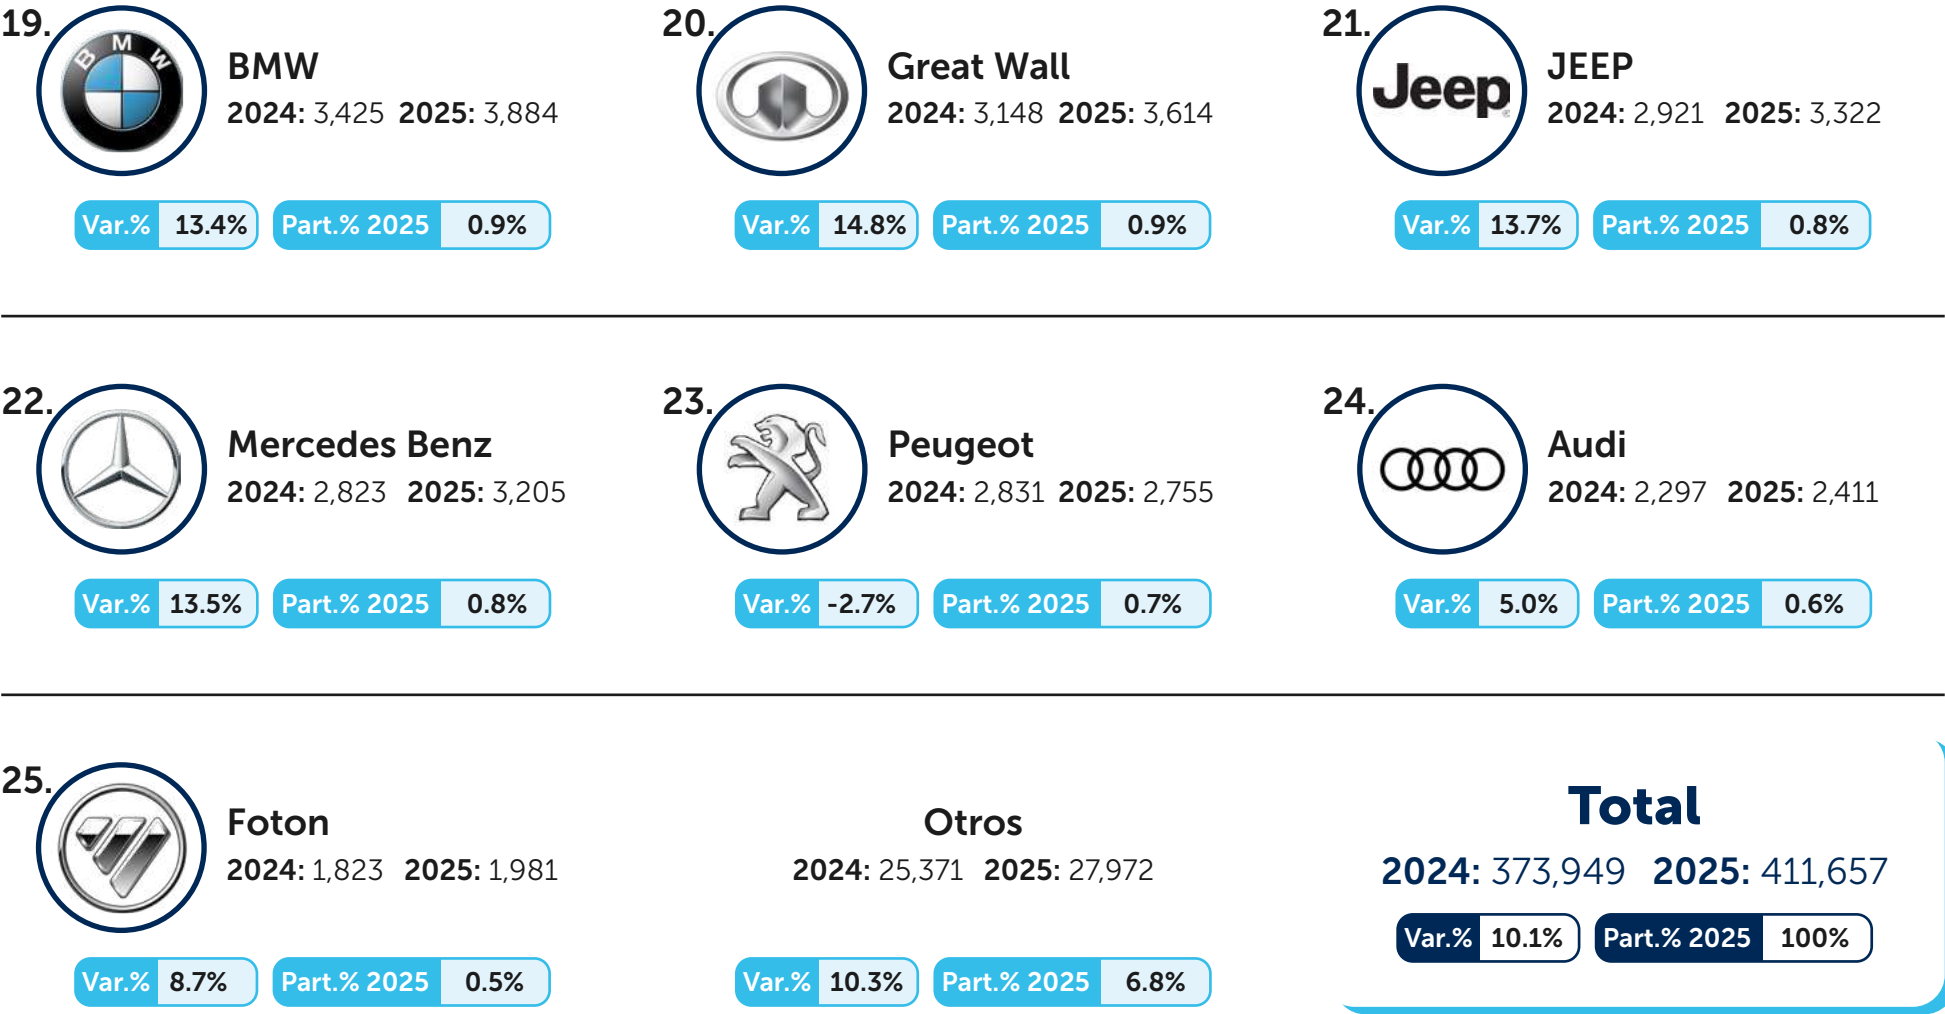 19.
BMW
BMW
2024: 3,425 2025: 3,884
Var.% 13.4% Part.% 2025 0.9%
20.
Great Wall
2024: 3,148 2025: 3,614
Var.% 14.8% Part.% 2025 0.9%
21.
Jeep
JEEP
2024: 2,921 2025: 3,322
Var.% 13.7% Part.% 2025 0.8%
22.
Mercedes Benz
2024: 2,823 2025: 3,205
Var.% 13.5% Part.% 2025 0.8%
23.
Peugeot
2024: 2,831 2025: 2,755
Var.% -2.7% Part.% 2025 0.7%
24.
Audi
2024: 2,297 2025: 2,411
Var.% 5.0% Part.% 2025 0.6%
25.
Foton
2024: 1,823 2025: 1,981
Var.% 8.7% Part.% 2025 0.5%
Otros
2024: 25,371 2025: 27,972
Var.% 10.3% Part.% 2025 6.8%
Total
2024: 373,949 2025: 411,657
Var.% 10.1% Part.% 2025 100%